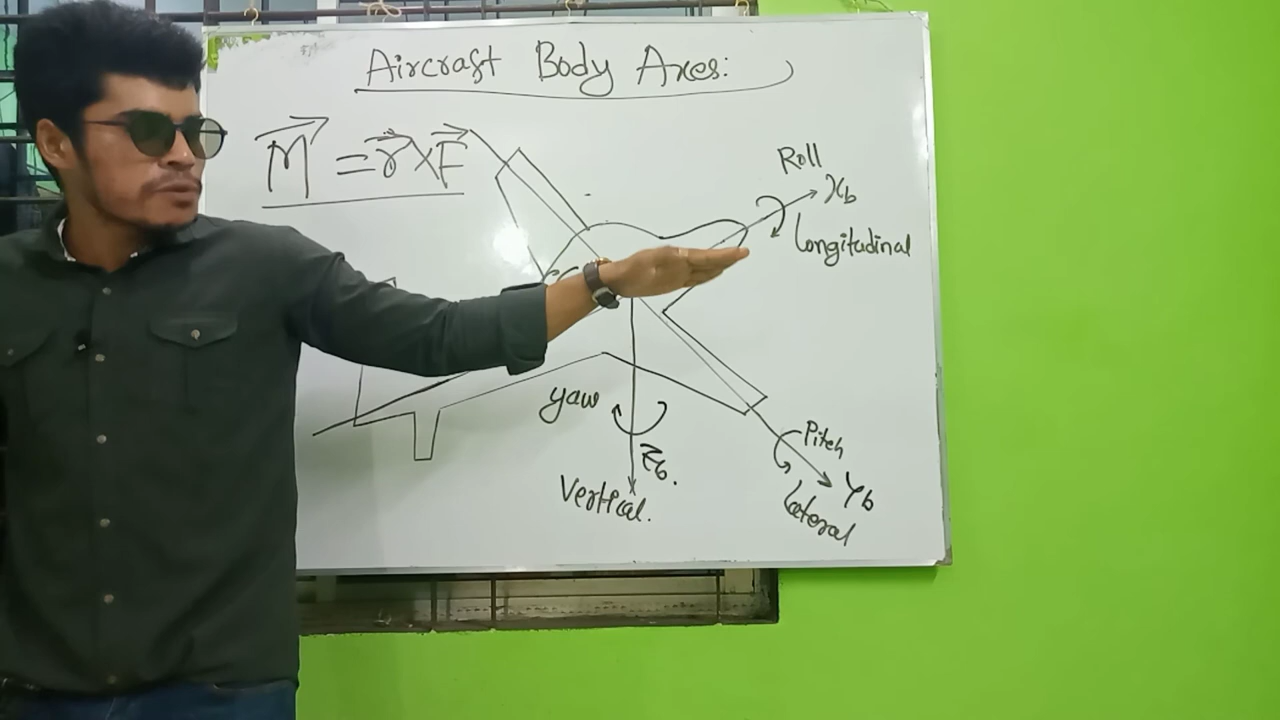 Aircraft Body Axes:
M = r × F
Roll
Xb
Longitudinal
yaw
Zb.
Vertical.
Pitch
Yb
Lateral